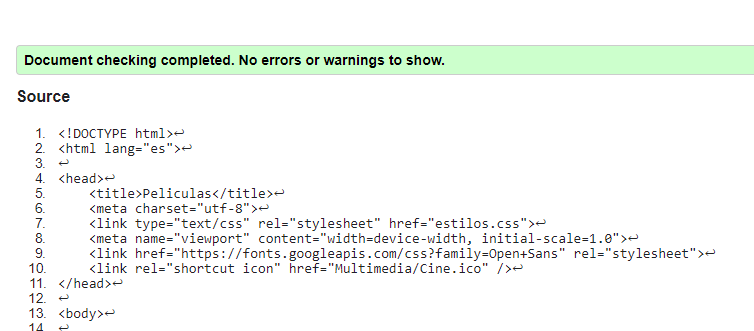 Document checking completed. No errors or warnings to show.
Source
1. <!DOCTYPE html>↩
2. <html lang="es">↩
3. ↩
4. <head>↩
5.     <title>Peliculas</title>↩
6.     <meta charset="utf-8">↩
7.     <link type="text/css" rel="stylesheet" href="estilos.css">↩
8.     <meta name="viewport" content="width=device-width, initial-scale=1.0">↩
9.     <link href="https://fonts.googleapis.com/css?family=Open+Sans" rel="stylesheet">↩
10.     <link rel="shortcut icon" href="Multimedia/Cine.ico" />↩
11. </head>↩
12. ↩
13. <body>↩
14. ↩